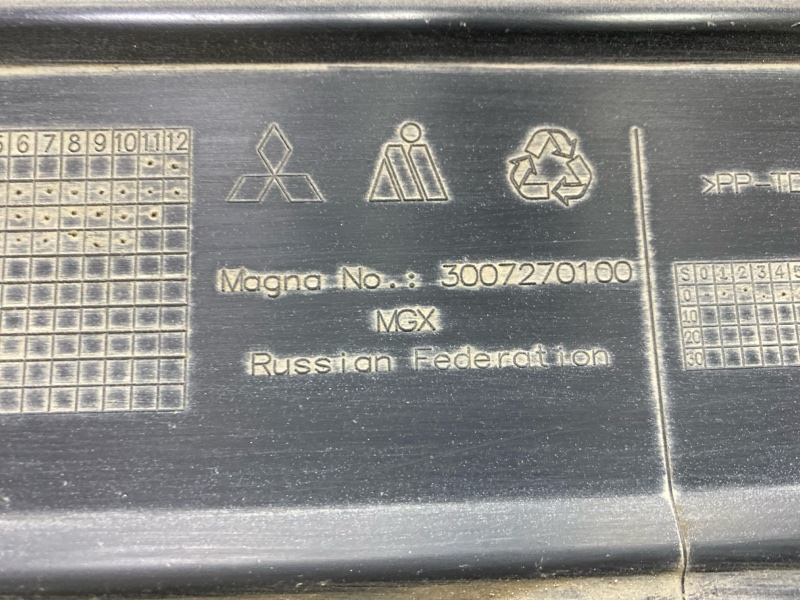 6 7 8 9 10 11 12
Magna No.: 3007270100
MGX
Russian Federation
>PP-TE
S 0 1 2 3 4 5
0
10
20
30